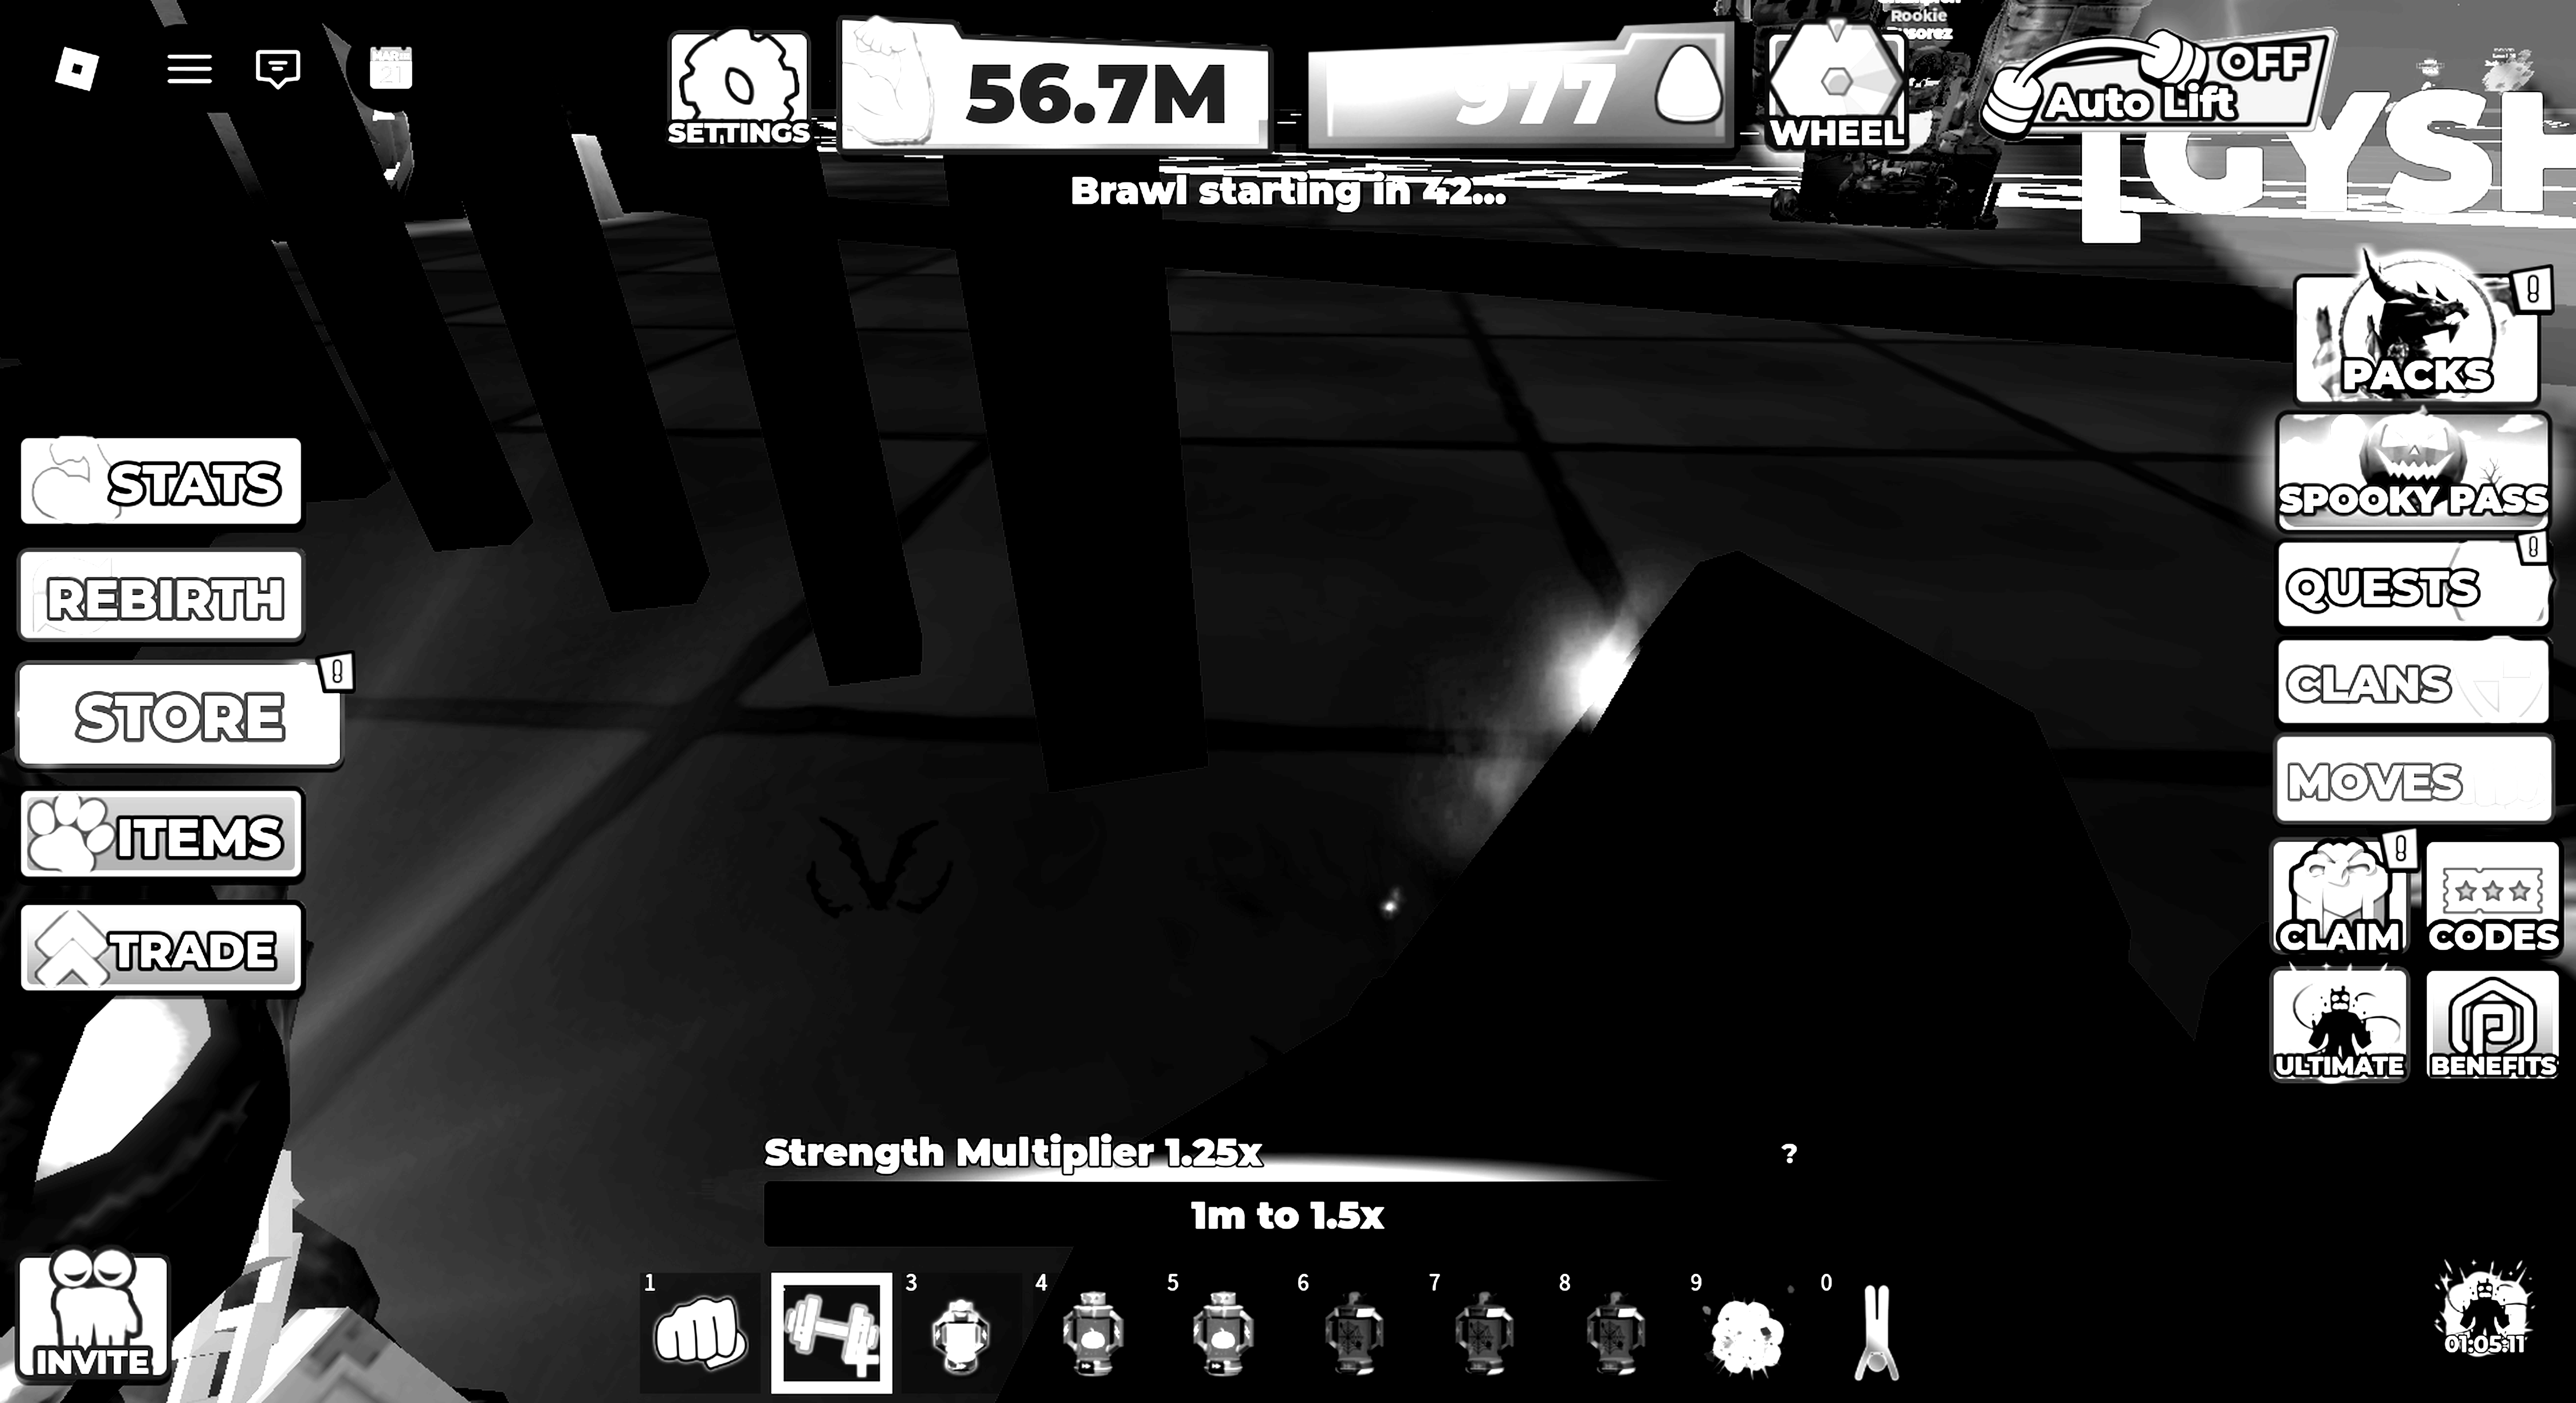 Rookie
SETTINGS
56.7M
977
WHEEL
OFF
Auto Lift
Brawl starting in 42...
PACKS
SPOOKY PASS
STATS
REBIRTH
STORE
ITEMS
TRADE
QUESTS
CLANS
MOVES
CLAIM
CODES
ULTIMATE
BENEFITS
Strength Multiplier 1.25x
?
1m to 1.5x
INVITE
1
3
4
5
6
7
8
9
0
01:05:11
21